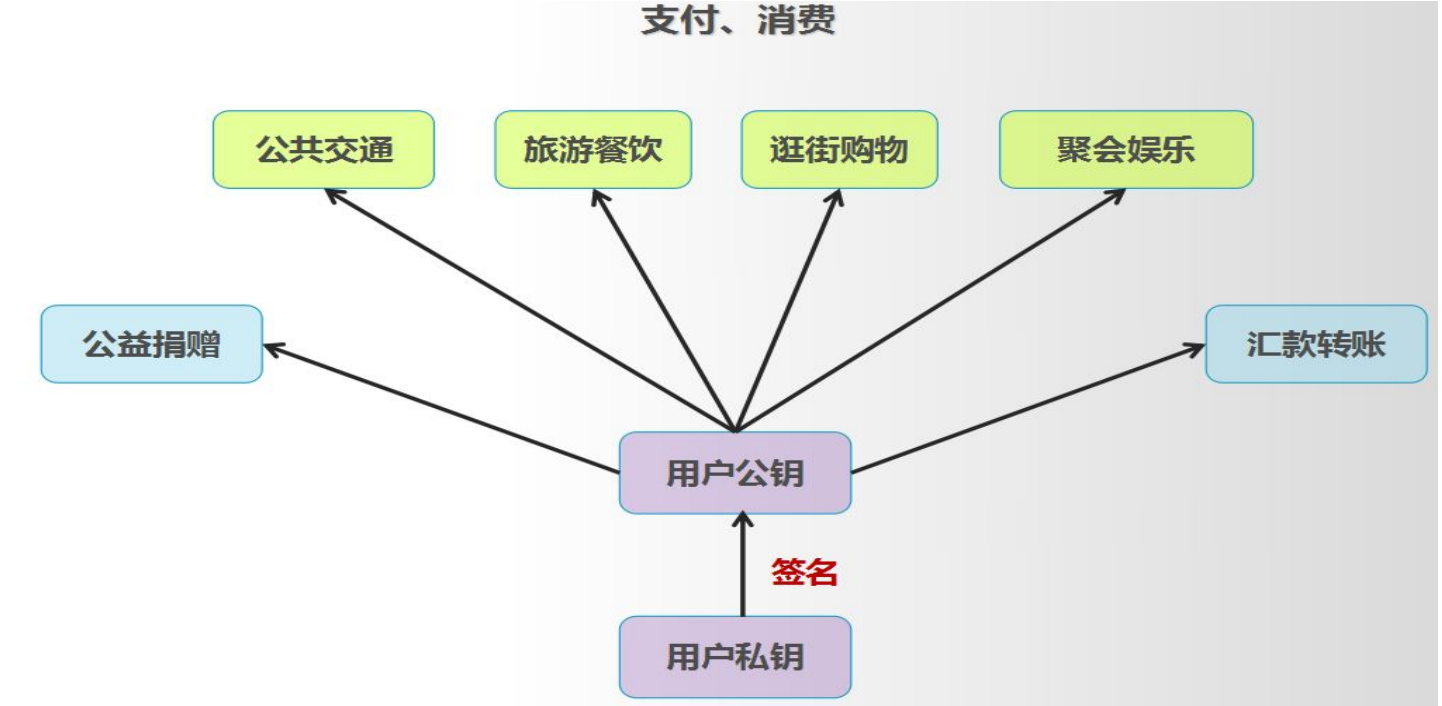 支付、消费
公共交通
旅游餐饮
逛街购物
聚会娱乐
公益捐赠
汇款转账
用户公钥
签名
用户私钥